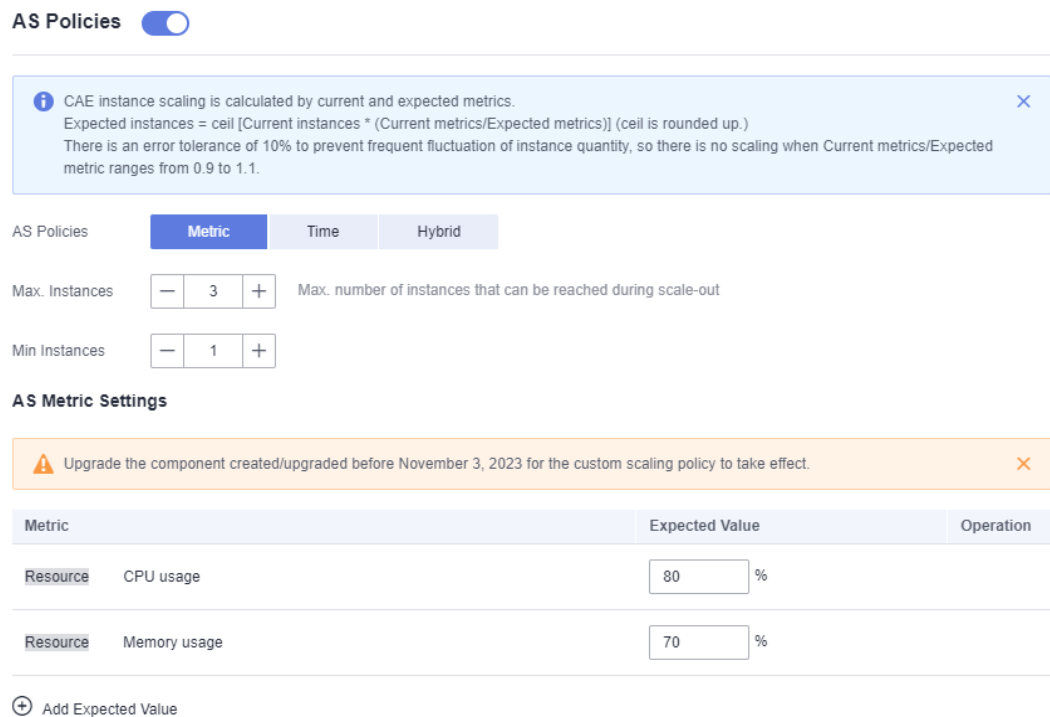 AS Policies
CAE instance scaling is calculated by current and expected metrics.
Expected instances = ceil [Current instances * (Current metrics/Expected metrics)] (ceil is rounded up.)
There is an error tolerance of 10% to prevent frequent fluctuation of instance quantity, so there is no scaling when Current metrics/Expected
metric ranges from 0.9 to 1.1.
AS Policies Metric Time Hybrid
Max. Instances 3 Max. number of instances that can be reached during scale-out
Min Instances 1
AS Metric Settings
Upgrade the component created/upgraded before November 3, 2023 for the custom scaling policy to take effect.
Metric Expected Value Operation
Resource CPU usage 80 %
Resource Memory usage 70 %
Add Expected Value